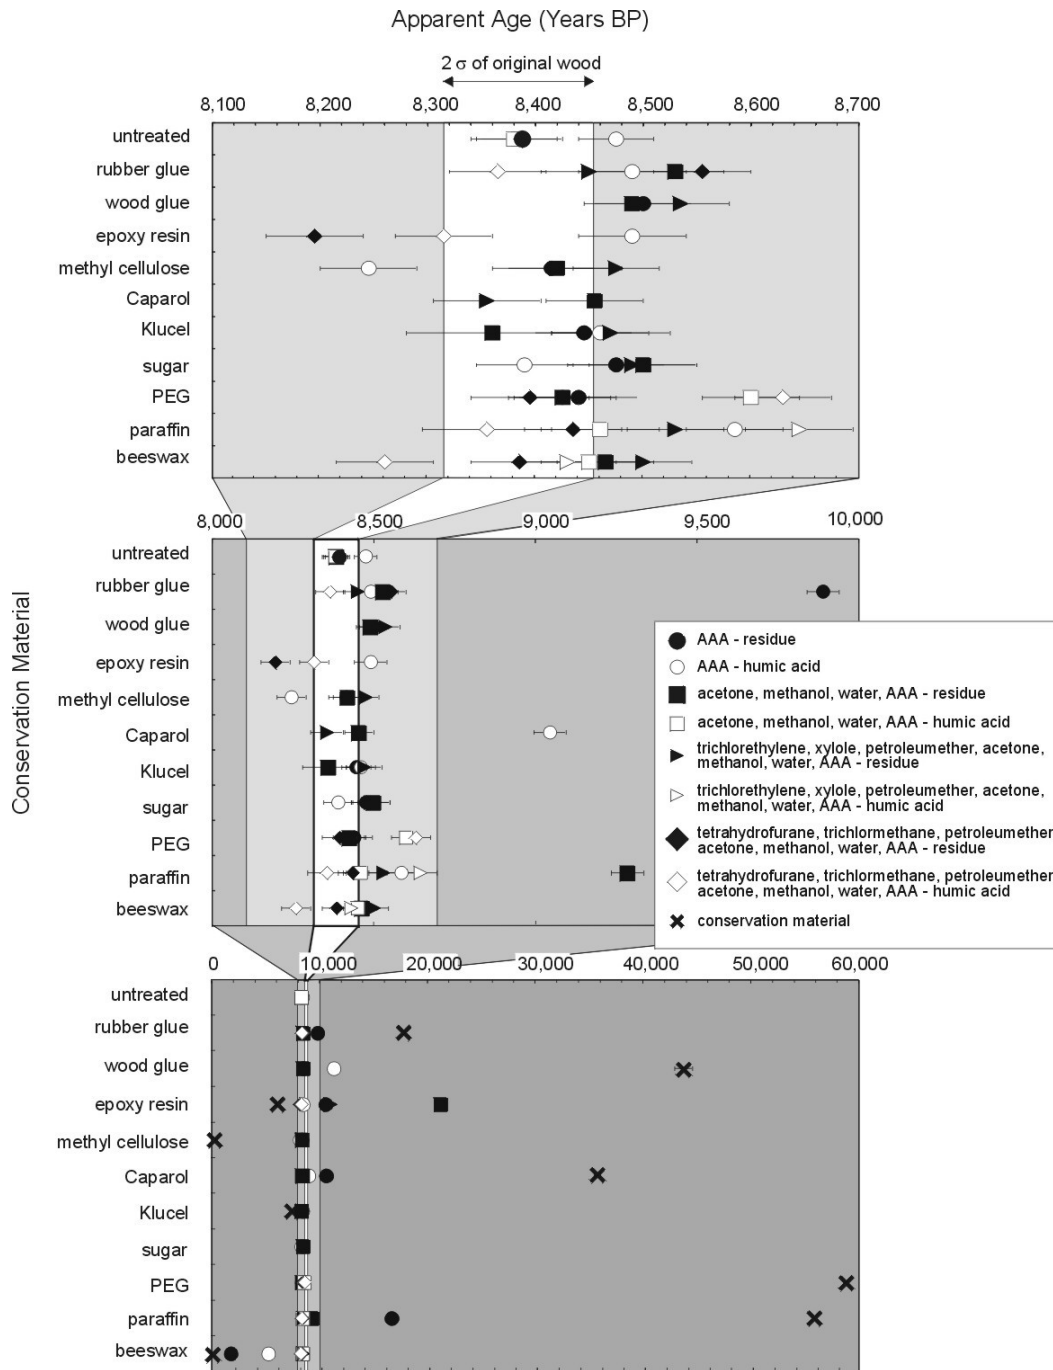 Apparent Age (Years BP)
2 σ of original wood
8,100 8,200 8,300 8,400 8,500 8,600 8,700
untreated
rubber glue
wood glue
epoxy resin
methyl cellulose
Caparol
Klucel
sugar
PEG
paraffin
beeswax
8,000 8,500 9,000 9,500 10,000
untreated
rubber glue
wood glue
epoxy resin
methyl cellulose
Caparol
Klucel
sugar
PEG
paraffin
beeswax
Conservation Material
AAA - residue
AAA - humic acid
acetone, methanol, water, AAA - residue
acetone, methanol, water, AAA - humic acid
trichlorethylene, xylole, petroleumether, acetone,
methanol, water, AAA - residue
trichlorethylene, xylole, petroleumether, acetone,
methanol, water, AAA - humic acid
tetrahydrofurane, trichlormethane, petroleumether
acetone, methanol, water, AAA - residue
tetrahydrofurane, trichlormethane, petroleumether
acetone, methanol, water, AAA - humic acid
conservation material
0 10,000 20,000 30,000 40,000 50,000 60,000
untreated
rubber glue
wood glue
epoxy resin
methyl cellulose
Caparol
Klucel
sugar
PEG
paraffin
beeswax